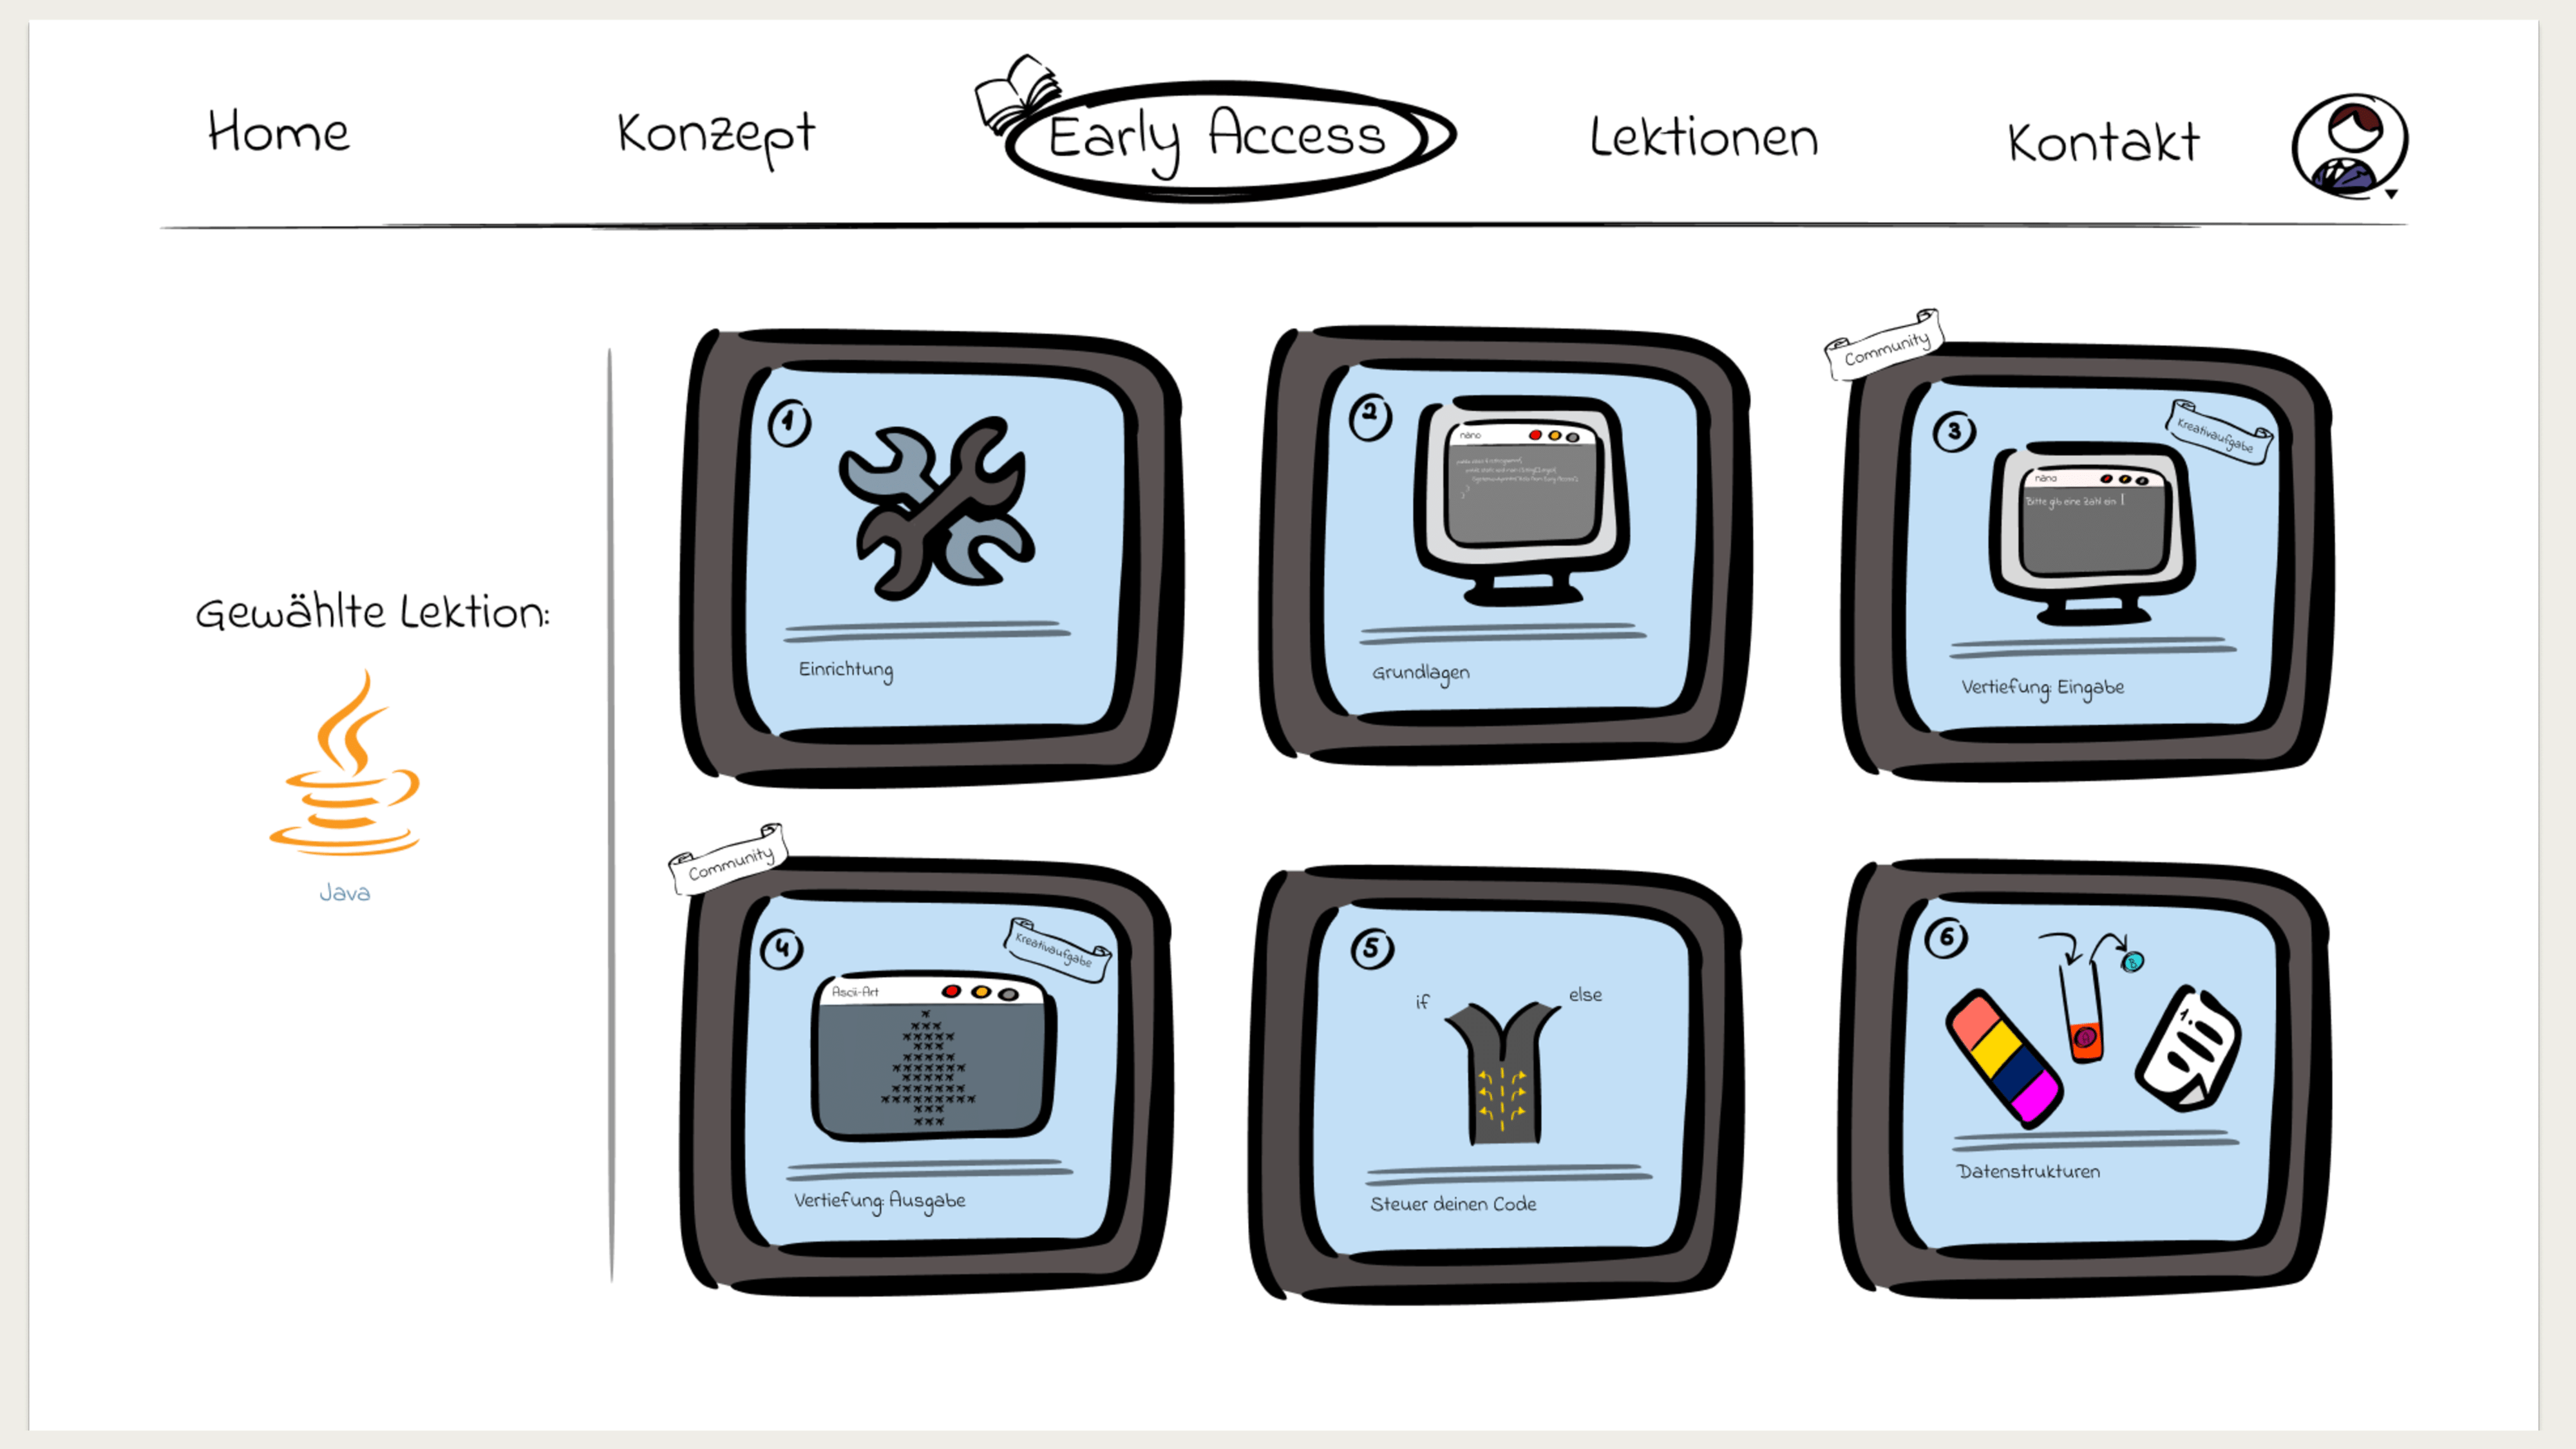 Home
Konzept
Early Access
Lektionen
Kontakt
Gewählte Lektion:
Java
1
nano
Einrichtung
2
Grundlagen
Community
3
Kreativaufgabe
nano
Bitte gib eine Zahl ein
Vertiefung: Eingabe
Community
4
Kreativaufgabe
Ascii-Art
Vertiefung: Ausgabe
5
if
else
Steuer deinen Code
6
B
A
1.
Datenstrukturen